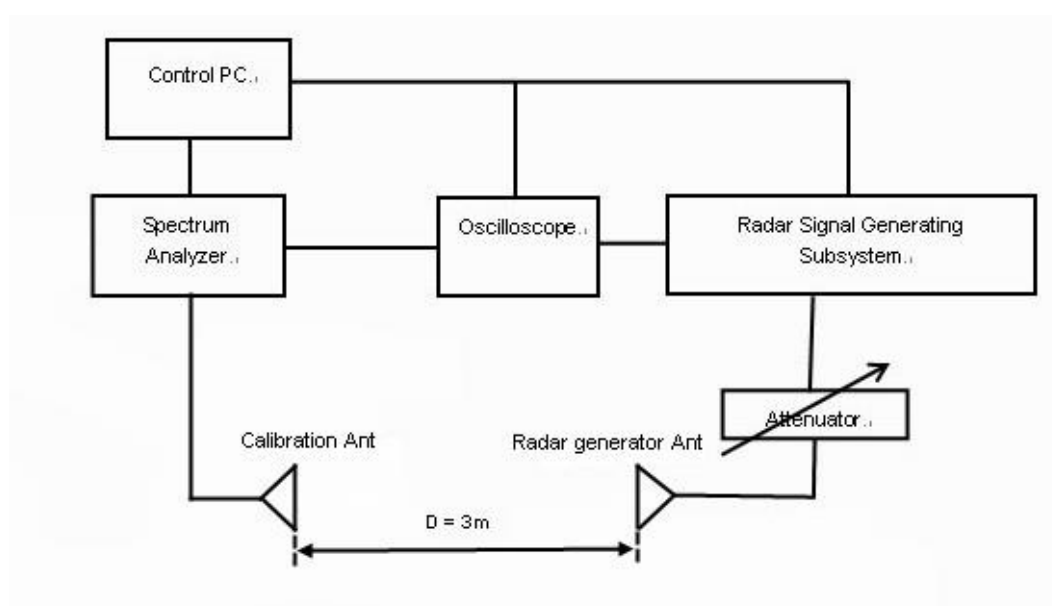 Control PC.
Spectrum
Analyzer.
Oscilloscope.
Radar Signal Generating
Subsystem.
Attenuator.
Calibration Ant
Radar generator Ant
D = 3m